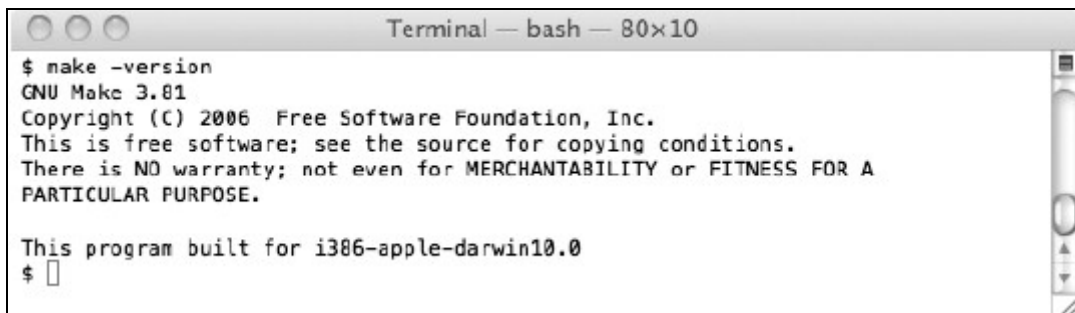 Terminal — bash — 80×10
$ make -version
GNU Make 3.81
Copyright (C) 2006  Free Software Foundation, Inc.
This is free software; see the source for copying conditions.
There is NO warranty; not even for MERCHANTABILITY or FITNESS FOR A
PARTICULAR PURPOSE.

This program built for i386-apple-darwin10.0
$